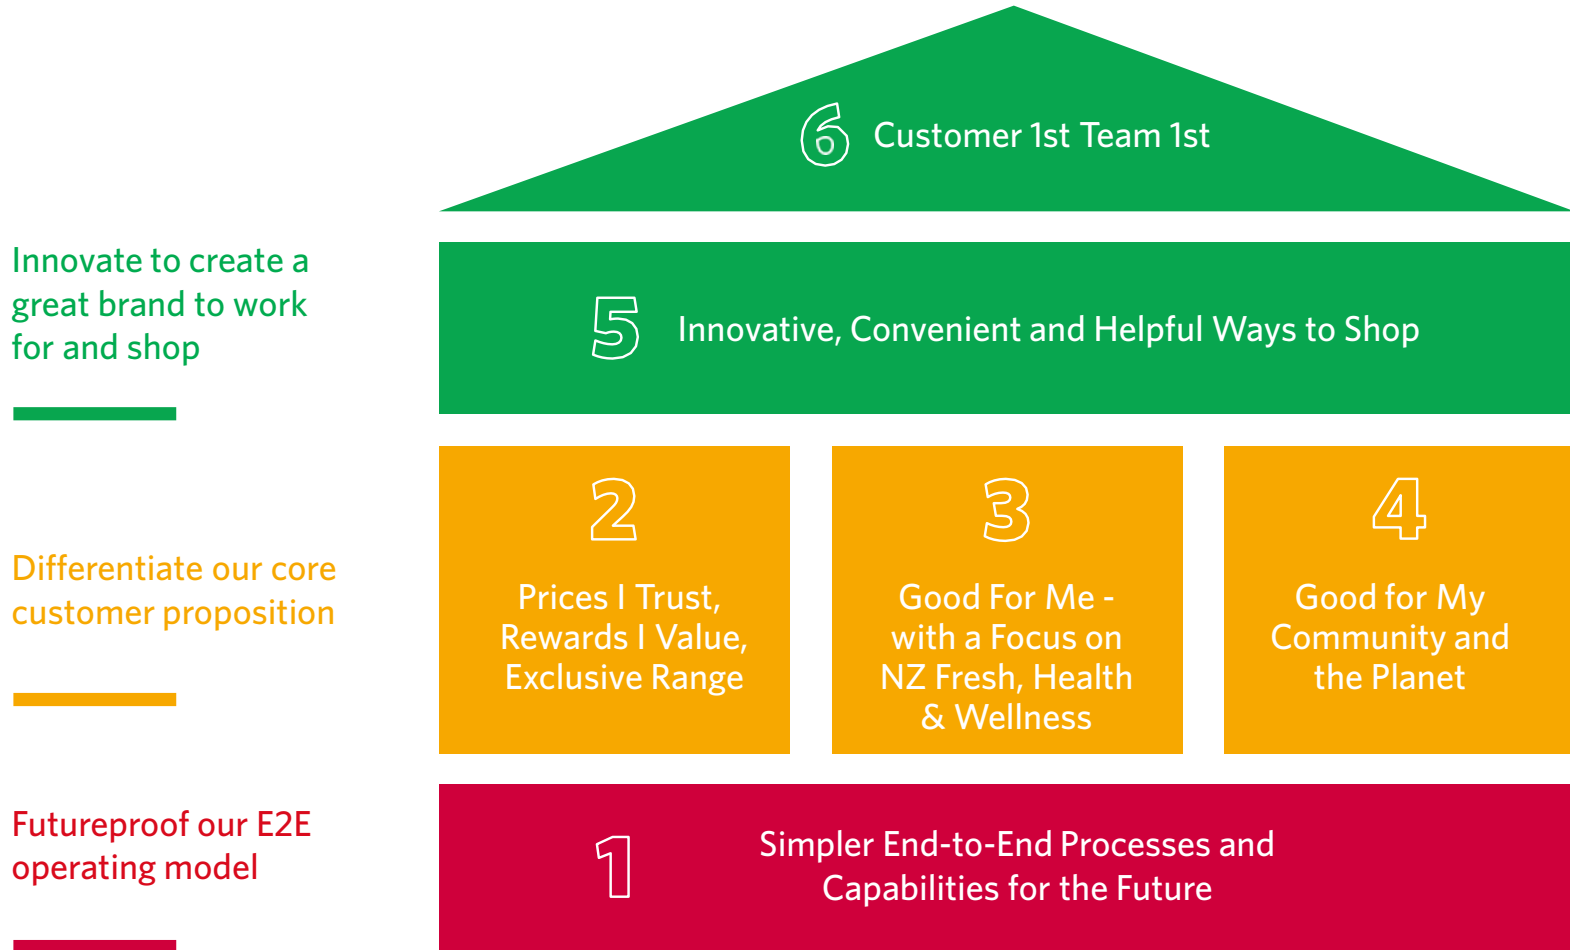 6 Customer 1st Team 1st
Innovate to create a
great brand to work
for and shop
5 Innovative, Convenient and Helpful Ways to Shop
Differentiate our core
customer proposition
2
Prices I Trust,
Rewards I Value,
Exclusive Range
3
Good For Me -
with a Focus on
NZ Fresh, Health
& Wellness
4
Good for My
Community and
the Planet
Futureproof our E2E
operating model
1
Simpler End-to-End Processes and
Capabilities for the Future